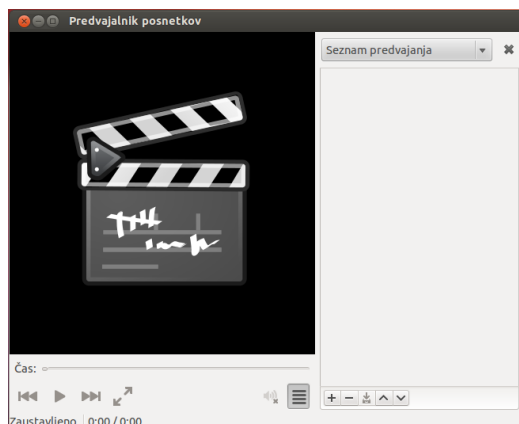 Predvajalnik posnetkov
Seznam predvajanja
Čas:
Zaustavljeno 0:00 / 0:00